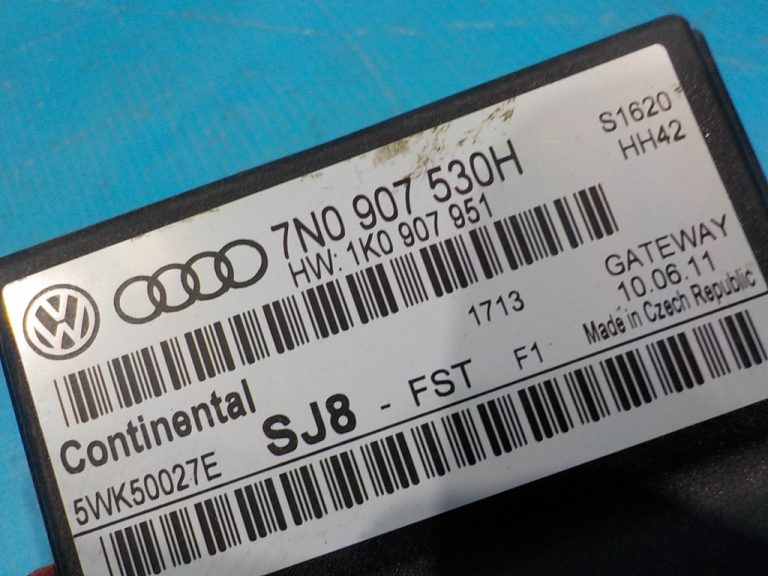 S1620
HH42
7N0 907 530H
HW: 1K0 907 951
GATEWAY
1713
10.06.11
Made in Czech Republic
Continental
SJ8 - FST F1
5WK50027E